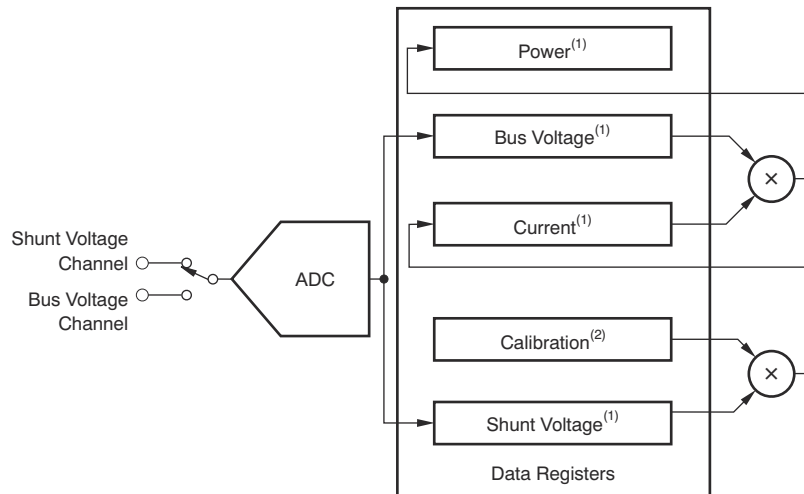 Power(1)
Bus Voltage(1)
×
Current(1)
Shunt Voltage
Channel
ADC
Bus Voltage
Channel
Calibration(2)
×
Shunt Voltage(1)
Data Registers